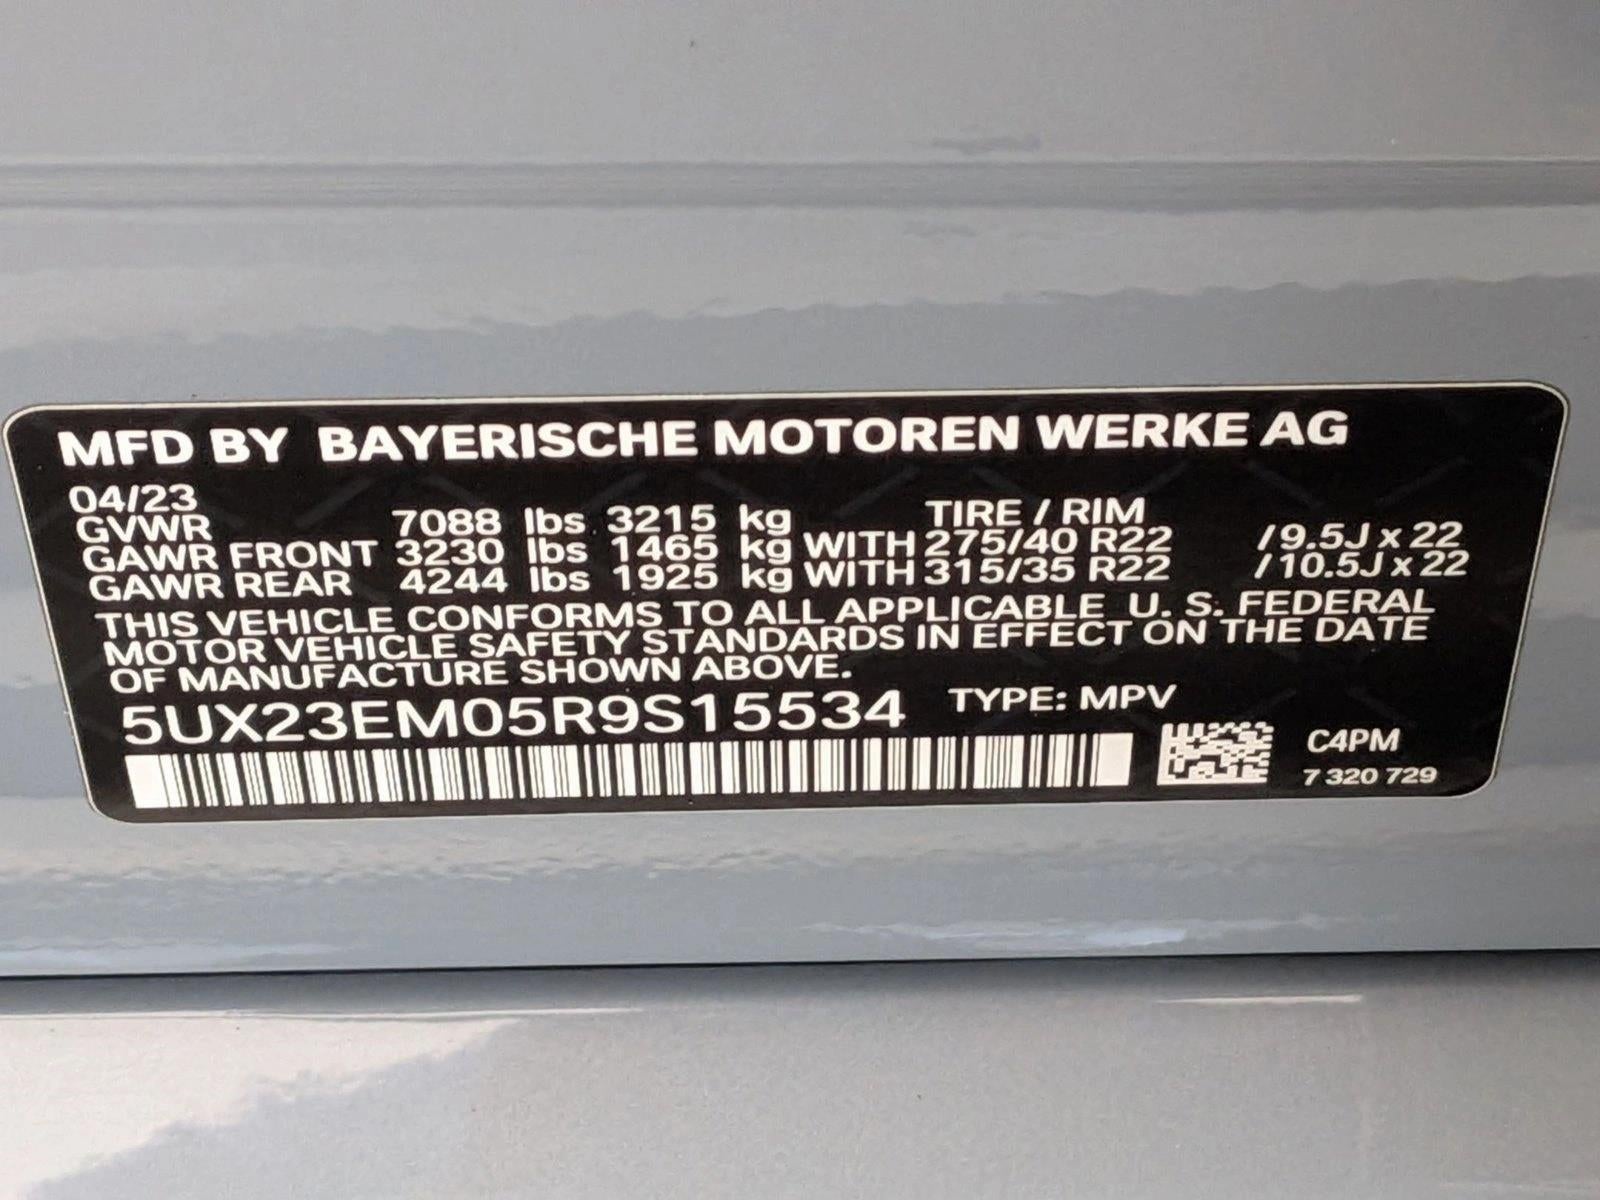 MFD BY BAYERISCHE MOTOREN WERKE AG
04/23 TIRE / RIM
GVWR 7088 lbs 3215 kg
GAWR FRONT 3230 lbs 1465 kg WITH 275/40 R22 /9.5J x 22
GAWR REAR 4244 lbs 1925 kg WITH 315/35 R22 /10.5J x 22
THIS VEHICLE CONFORMS TO ALL APPLICABLE U. S. FEDERAL
MOTOR VEHICLE SAFETY STANDARDS IN EFFECT ON THE DATE
OF MANUFACTURE SHOWN ABOVE.
5UX23EM05R9S15534 TYPE: MPV
C4PM
7 320 729